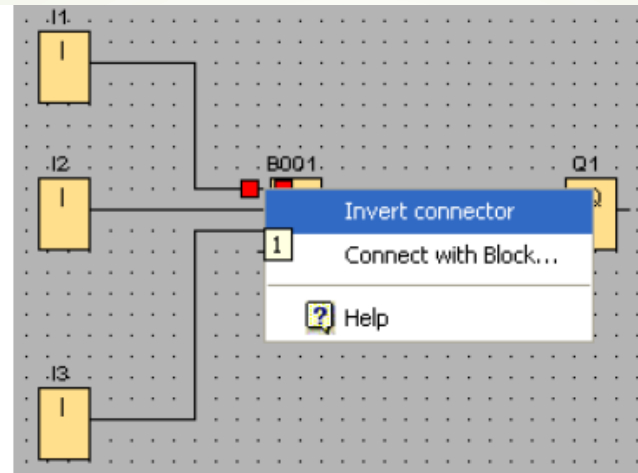 I1
I
I2
B001
Q1
I
Q
Invert connector
1
Connect with Block...
? Help
I3
I